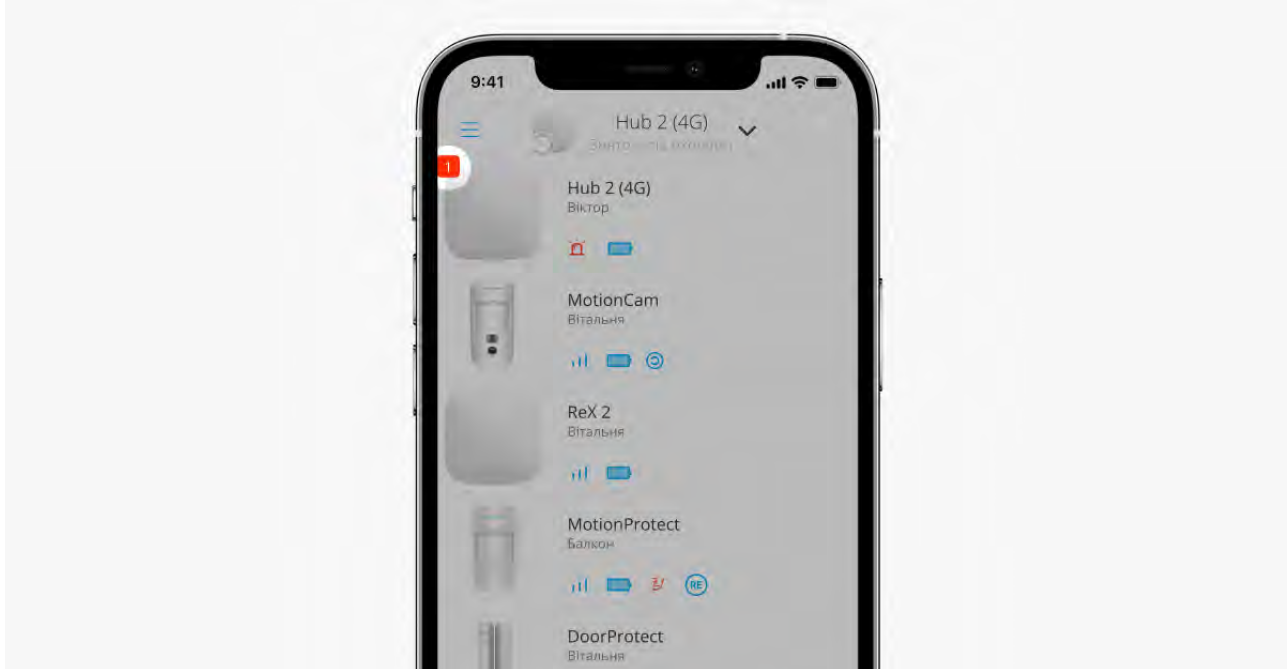 9:41
Hub 2 (4G)
1
Hub 2 (4G)
Віктор
MotionCam
Вітальня
ReX 2
Вітальня
MotionProtect
Балкон
RE
DoorProtect
Вітальня